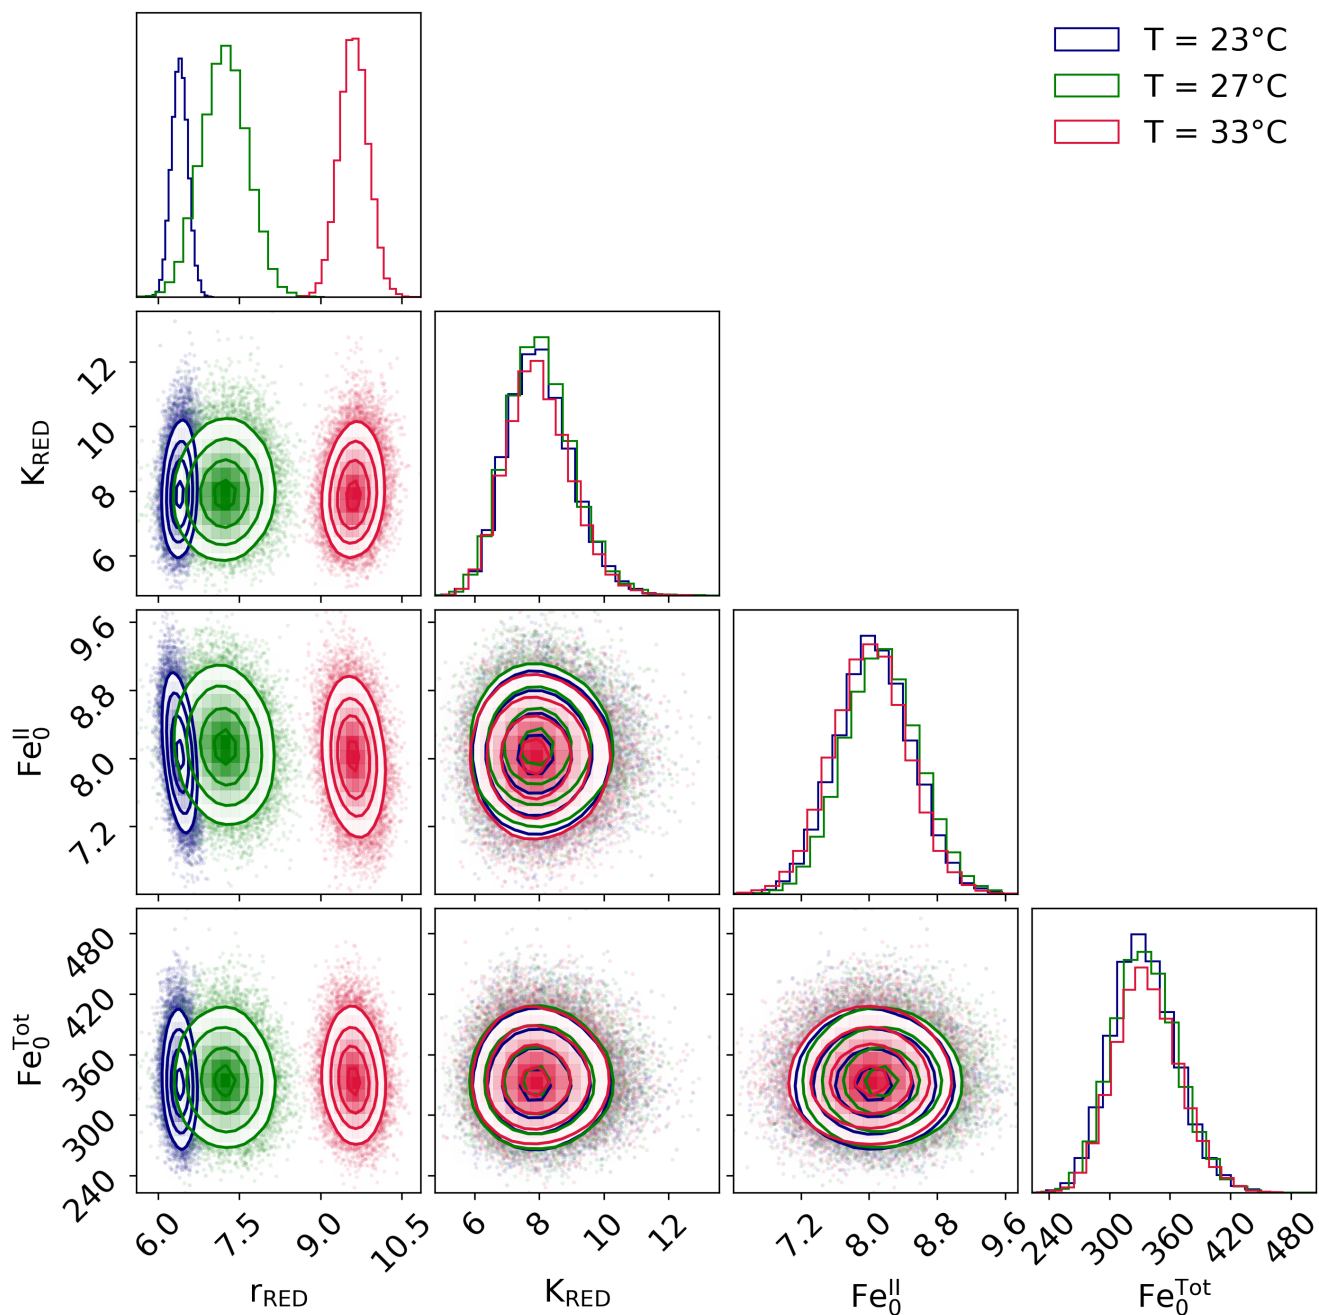 T = 23°C
T = 27°C
T = 33°C
12
10
8
6
K_RED
9.6
8.8
8.0
7.2
Fe_0^II
480
420
360
300
240
Fe_0^Tot
6.0 7.5 9.0 10.5
6 8 10 12
7.2 8.0 8.8 9.6
240 300 360 420 480
r_RED K_RED Fe_0^II Fe_0^Tot